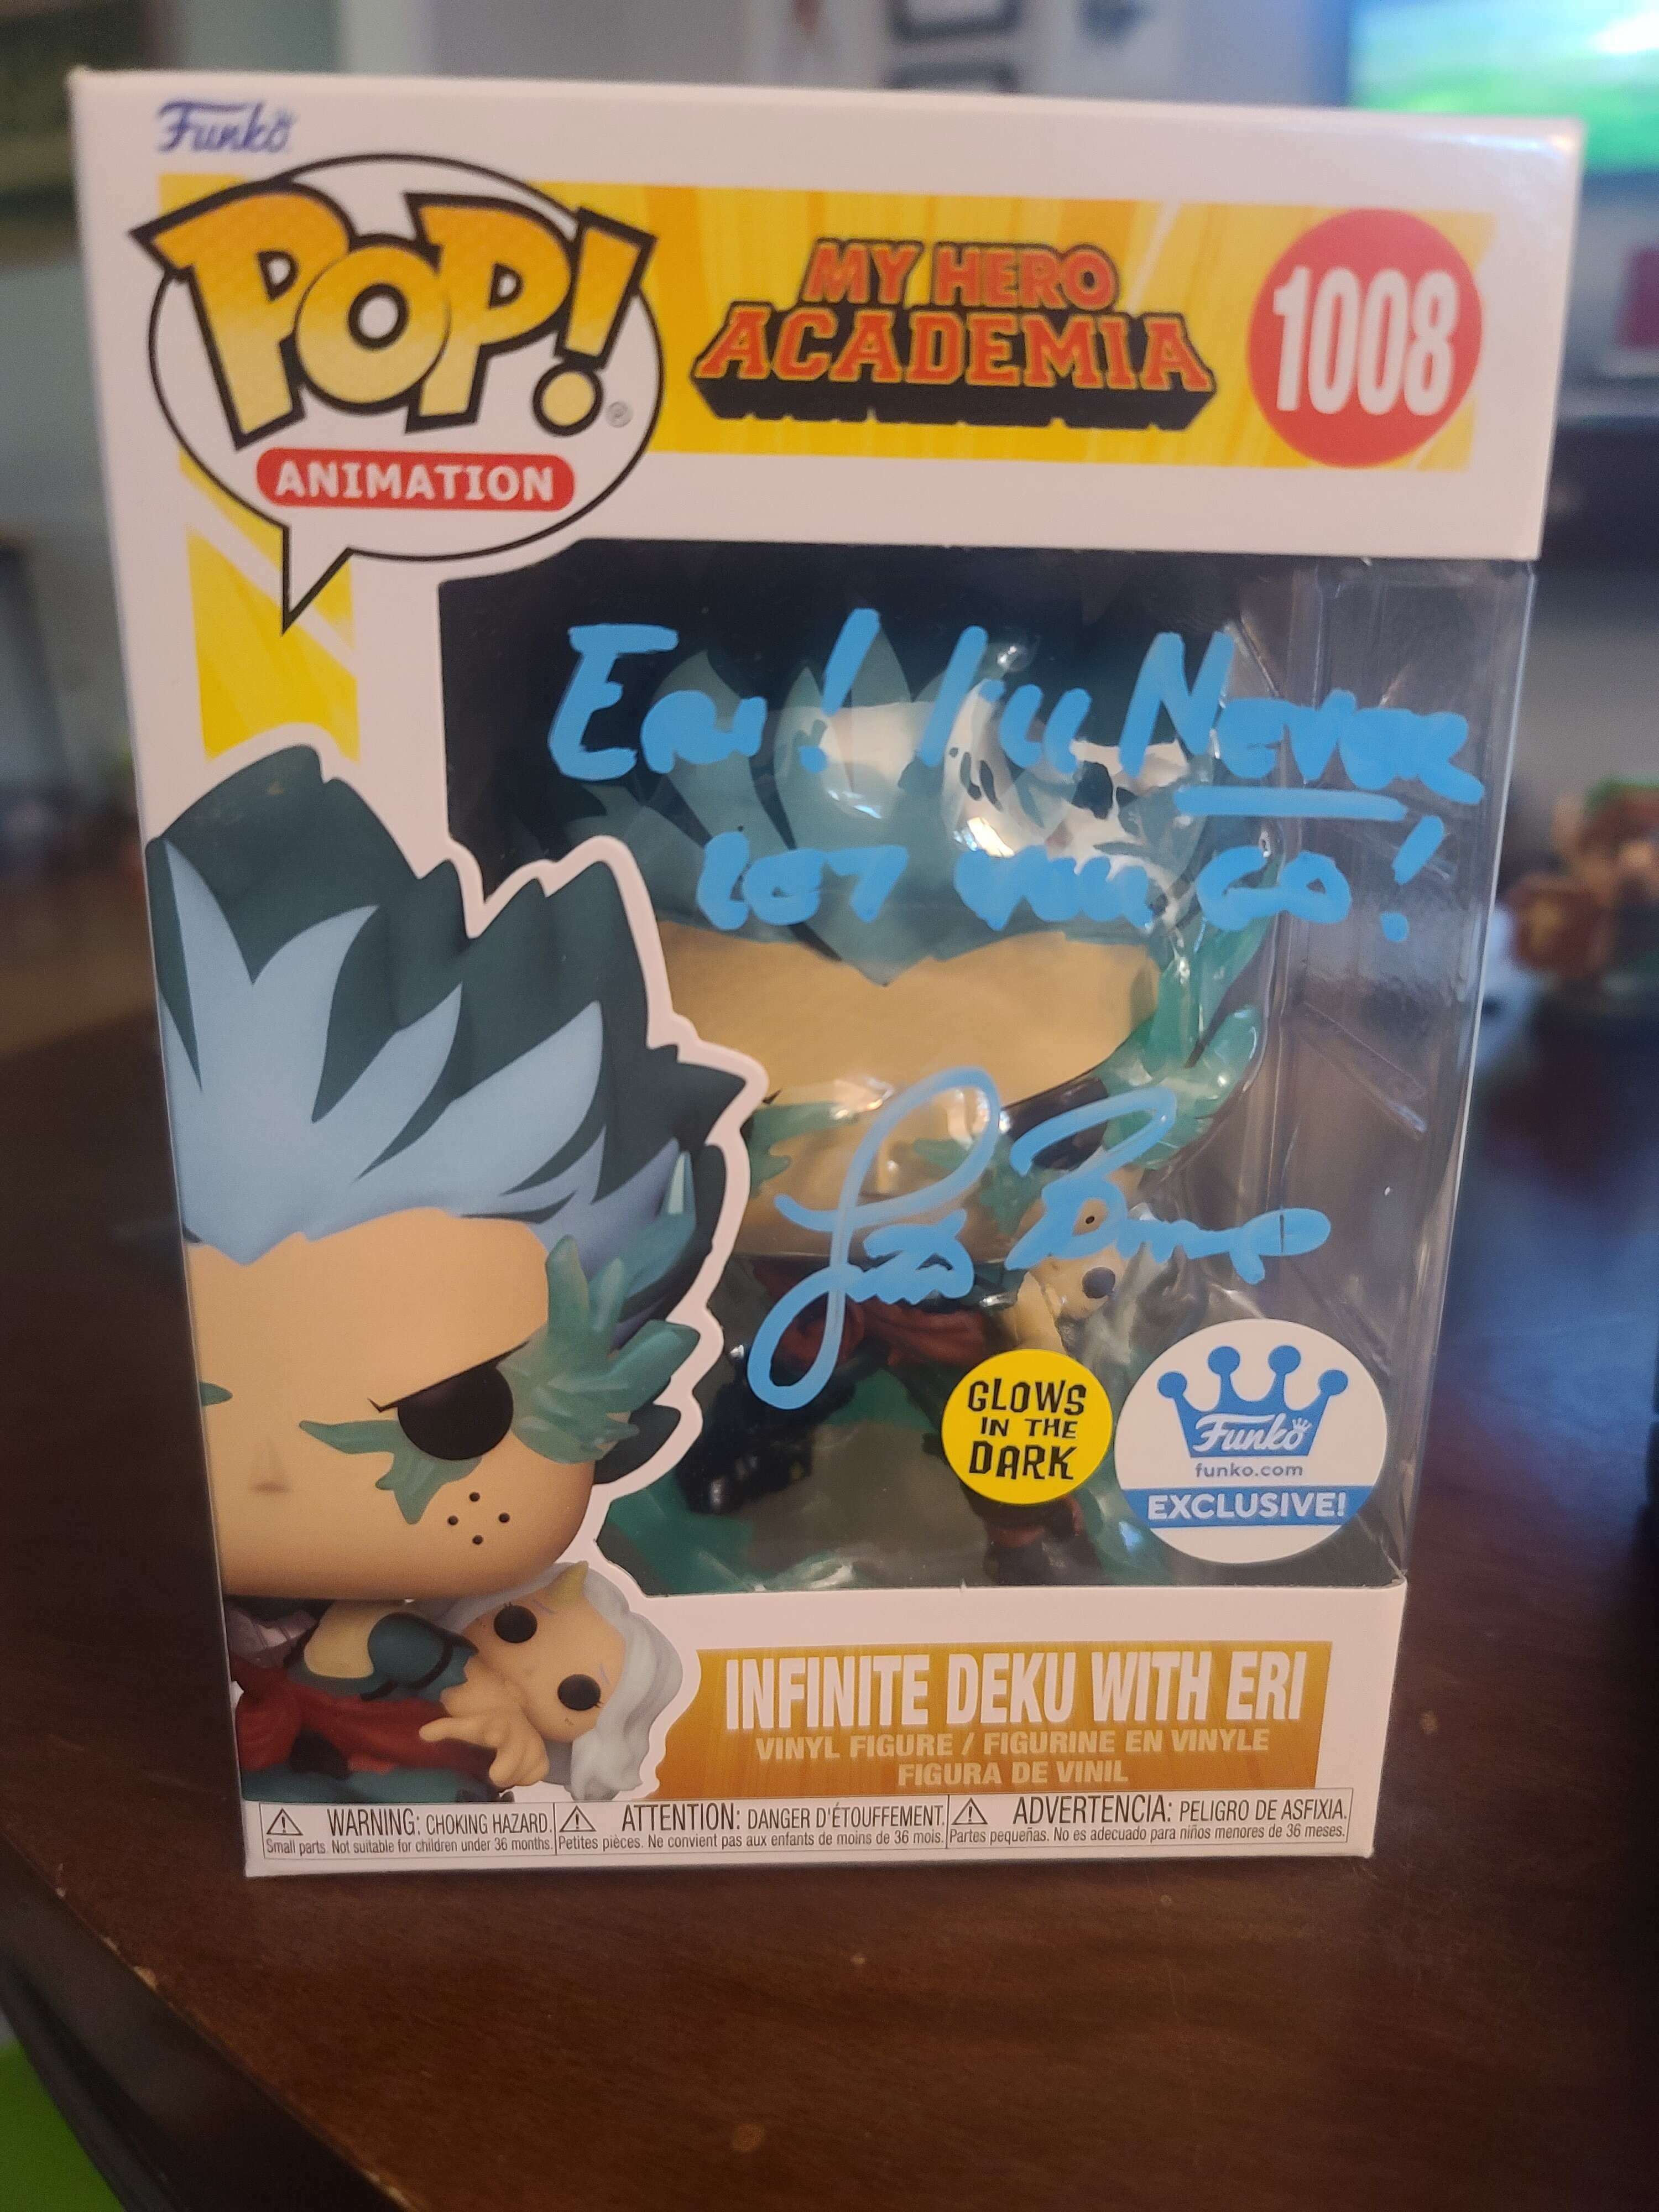 Funko
POP!
®
ANIMATION
MY HERO
ACADEMIA
1008
Eri! I'll Never
let you go!
GLOWS
IN THE
DARK
Funko
funko.com
EXCLUSIVE!
INFINITE DEKU WITH ERI
VINYL FIGURE / FIGURINE EN VINYLE
FIGURA DE VINIL
WARNING: CHOKING HAZARD.
Small parts. Not suitable for children under 36 months.
ATTENTION: DANGER D'ÉTOUFFEMENT.
Petites pièces. Ne convient pas aux enfants de moins de 36 mois.
ADVERTENCIA: PELIGRO DE ASFIXIA.
Partes pequeñas. No es adecuado para niños menores de 36 meses.